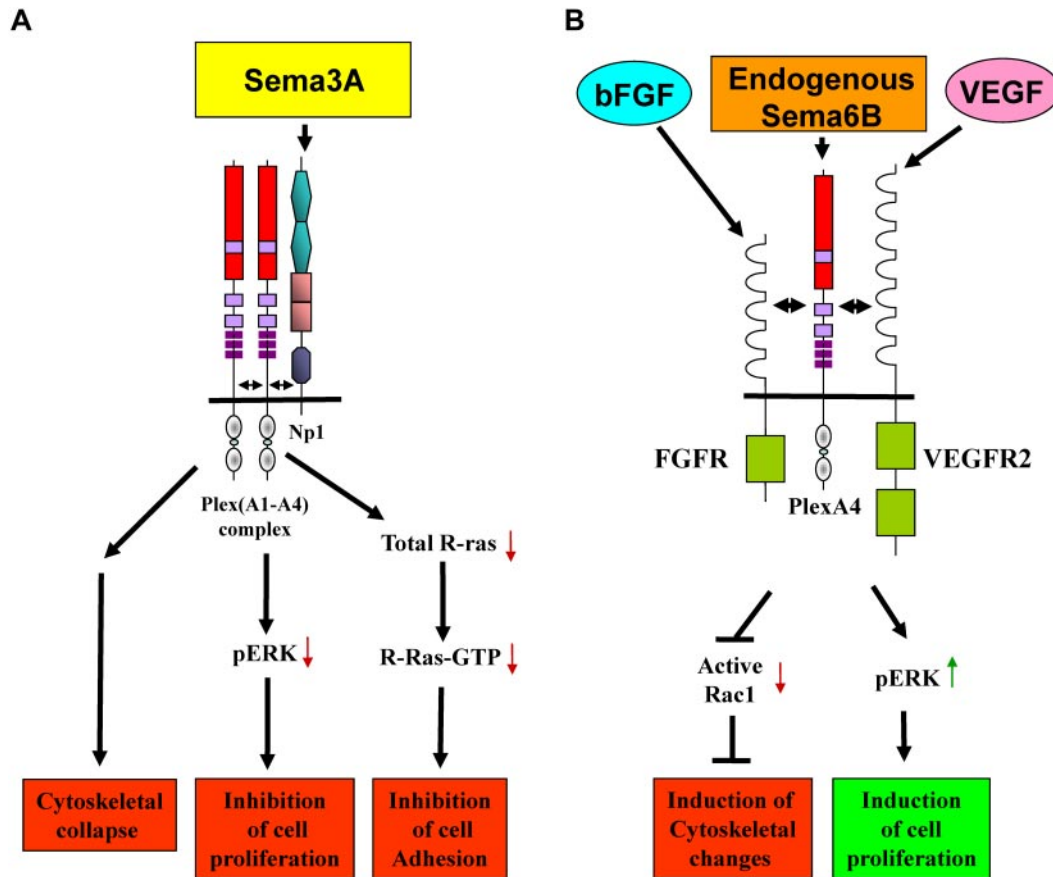 A
Sema3A
Np1
Plex(A1-A4)
complex
Total R-ras
pERK
R-Ras-GTP
Cytoskeletal
collapse
Inhibition
of cell
proliferation
Inhibition
of cell
Adhesion
B
bFGF
Endogenous
Sema6B
VEGF
FGFR
PlexA4
VEGFR2
Active
Rac1
pERK
Induction of
Cytoskeletal
changes
Induction
of cell
proliferation